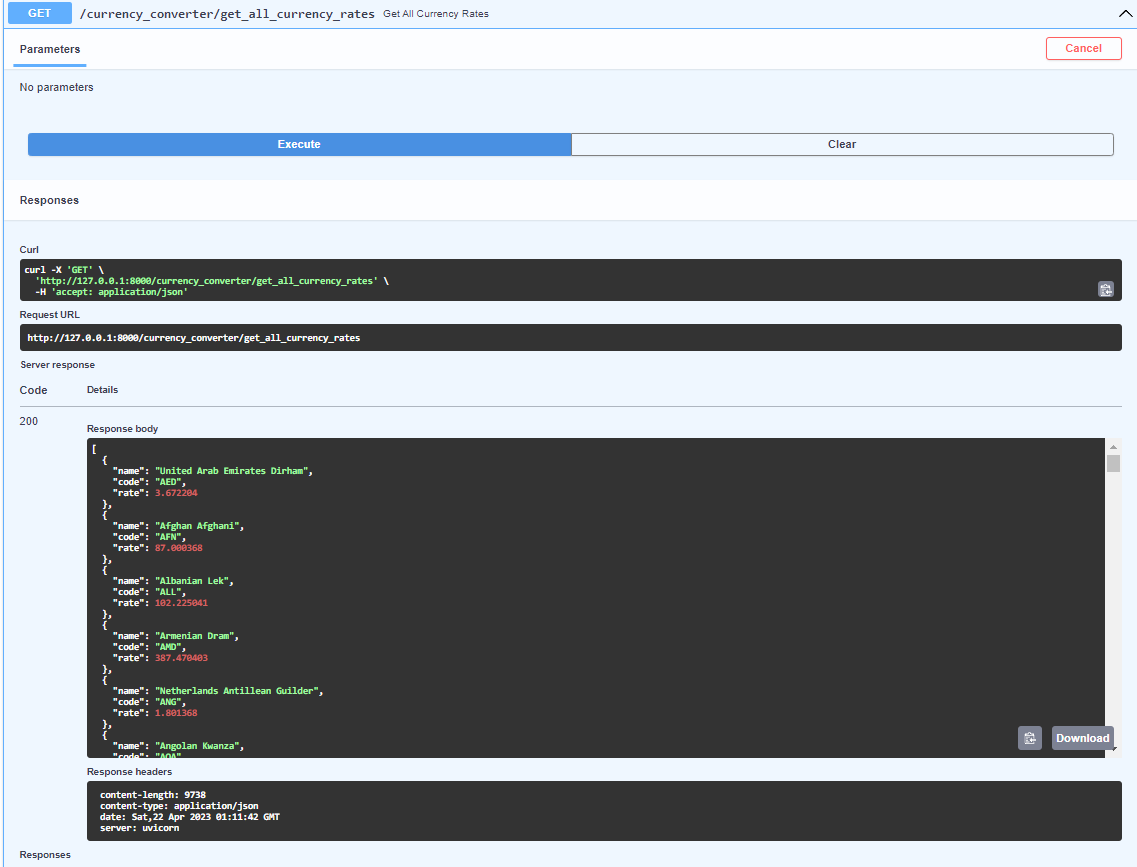 GET /currency_converter/get_all_currency_rates Get All Currency Rates
Parameters
Cancel
No parameters
Execute
Clear
Responses
Curl
curl -X 'GET' \
'http://127.0.0.1:8000/currency_converter/get_all_currency_rates' \
-H 'accept: application/json'
Request URL
http://127.0.0.1:8000/currency_converter/get_all_currency_rates
Server response
Code Details
200
Response body
[
{
"name": "United Arab Emirates Dirham",
"code": "AED",
"rate": 3.672204
},
{
"name": "Afghan Afghani",
"code": "AFN",
"rate": 87.000368
},
{
"name": "Albanian Lek",
"code": "ALL",
"rate": 102.225041
},
{
"name": "Armenian Dram",
"code": "AMD",
"rate": 387.470403
},
{
"name": "Netherlands Antillean Guilder",
"code": "ANG",
"rate": 1.801368
},
{
"name": "Angolan Kwanza",
"code": "AOA"
Download
Response headers
content-length: 9738
content-type: application/json
date: Sat,22 Apr 2023 01:11:42 GMT
server: uvicorn
Responses